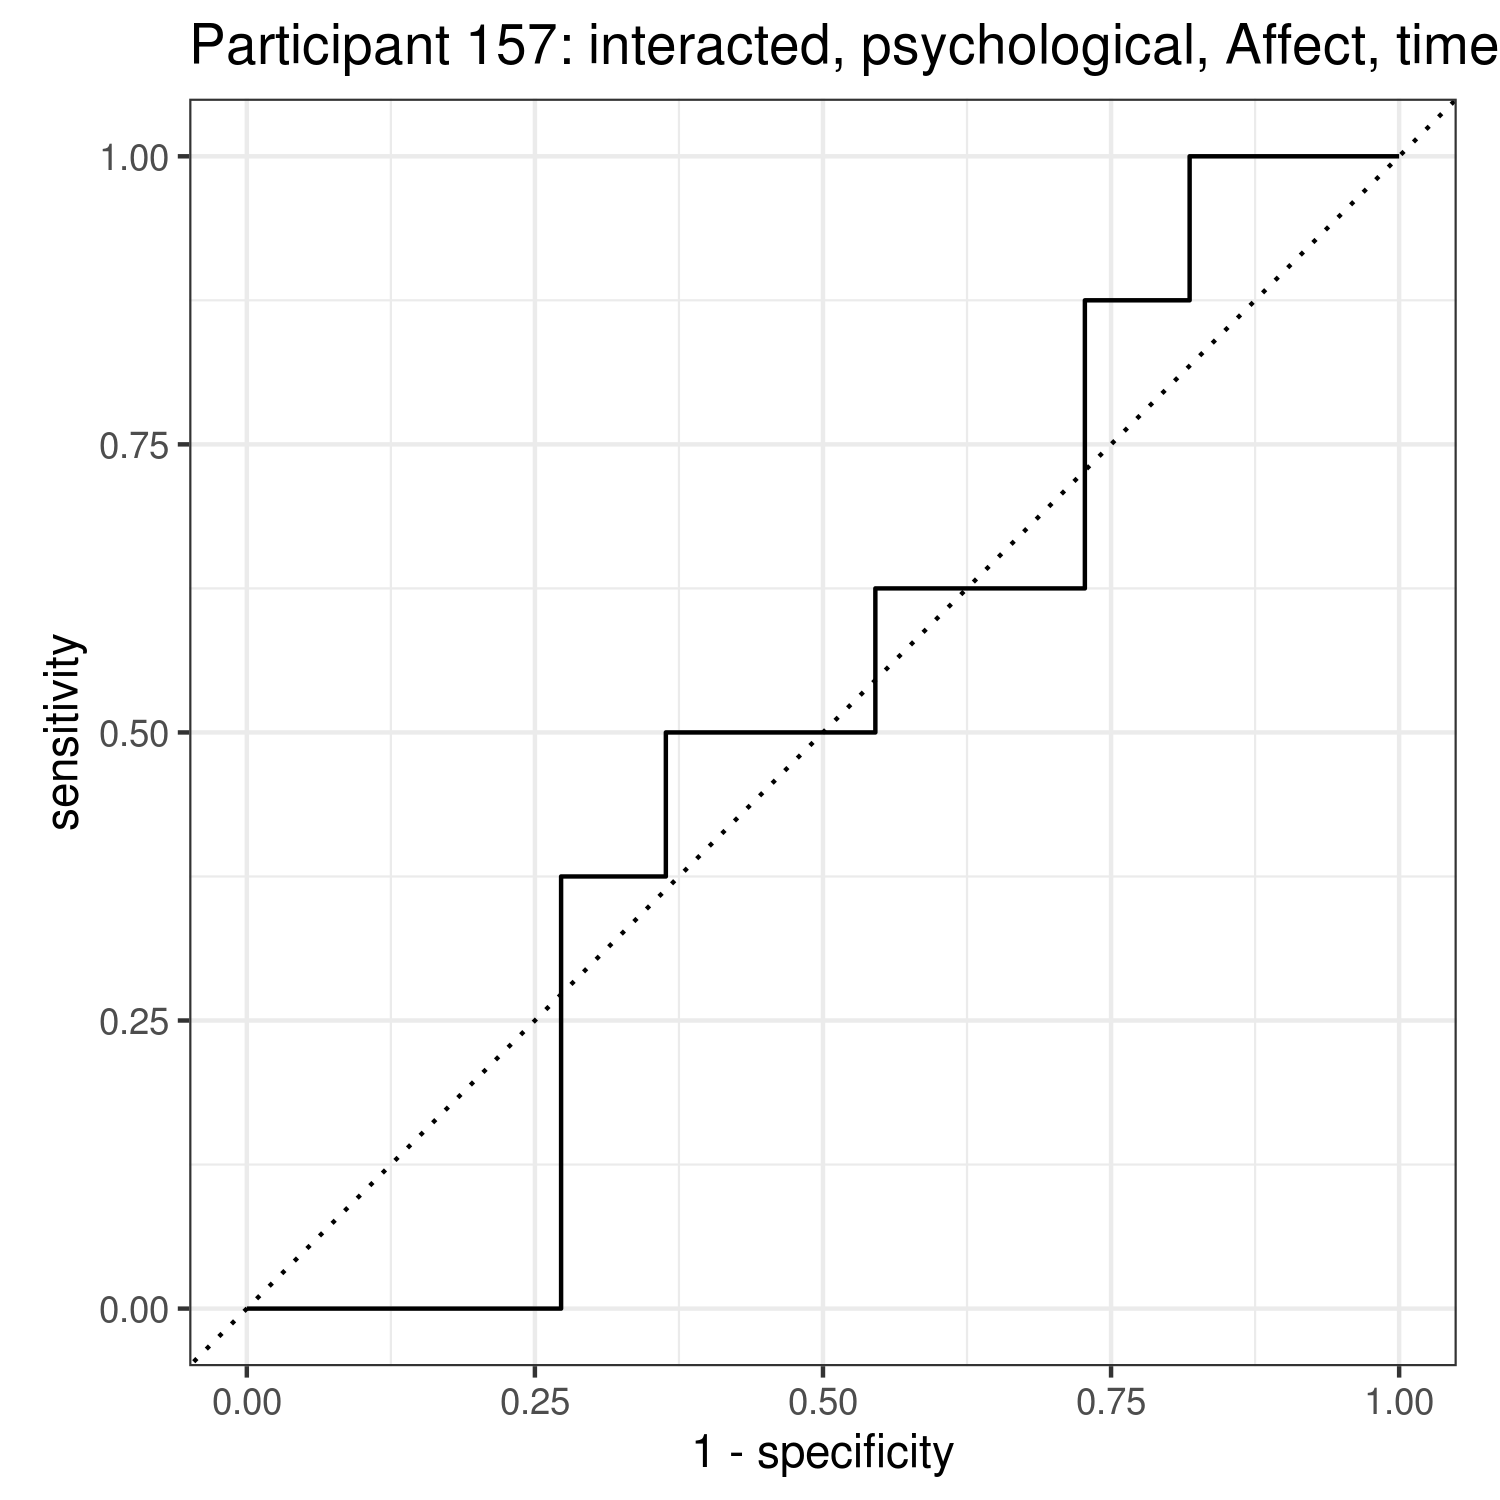 Participant 157: interacted, psychological, Affect, time
1.00
0.75
0.50
0.25
0.00
sensitivity
0.00 0.25 0.50 0.75 1.00
1 - specificity